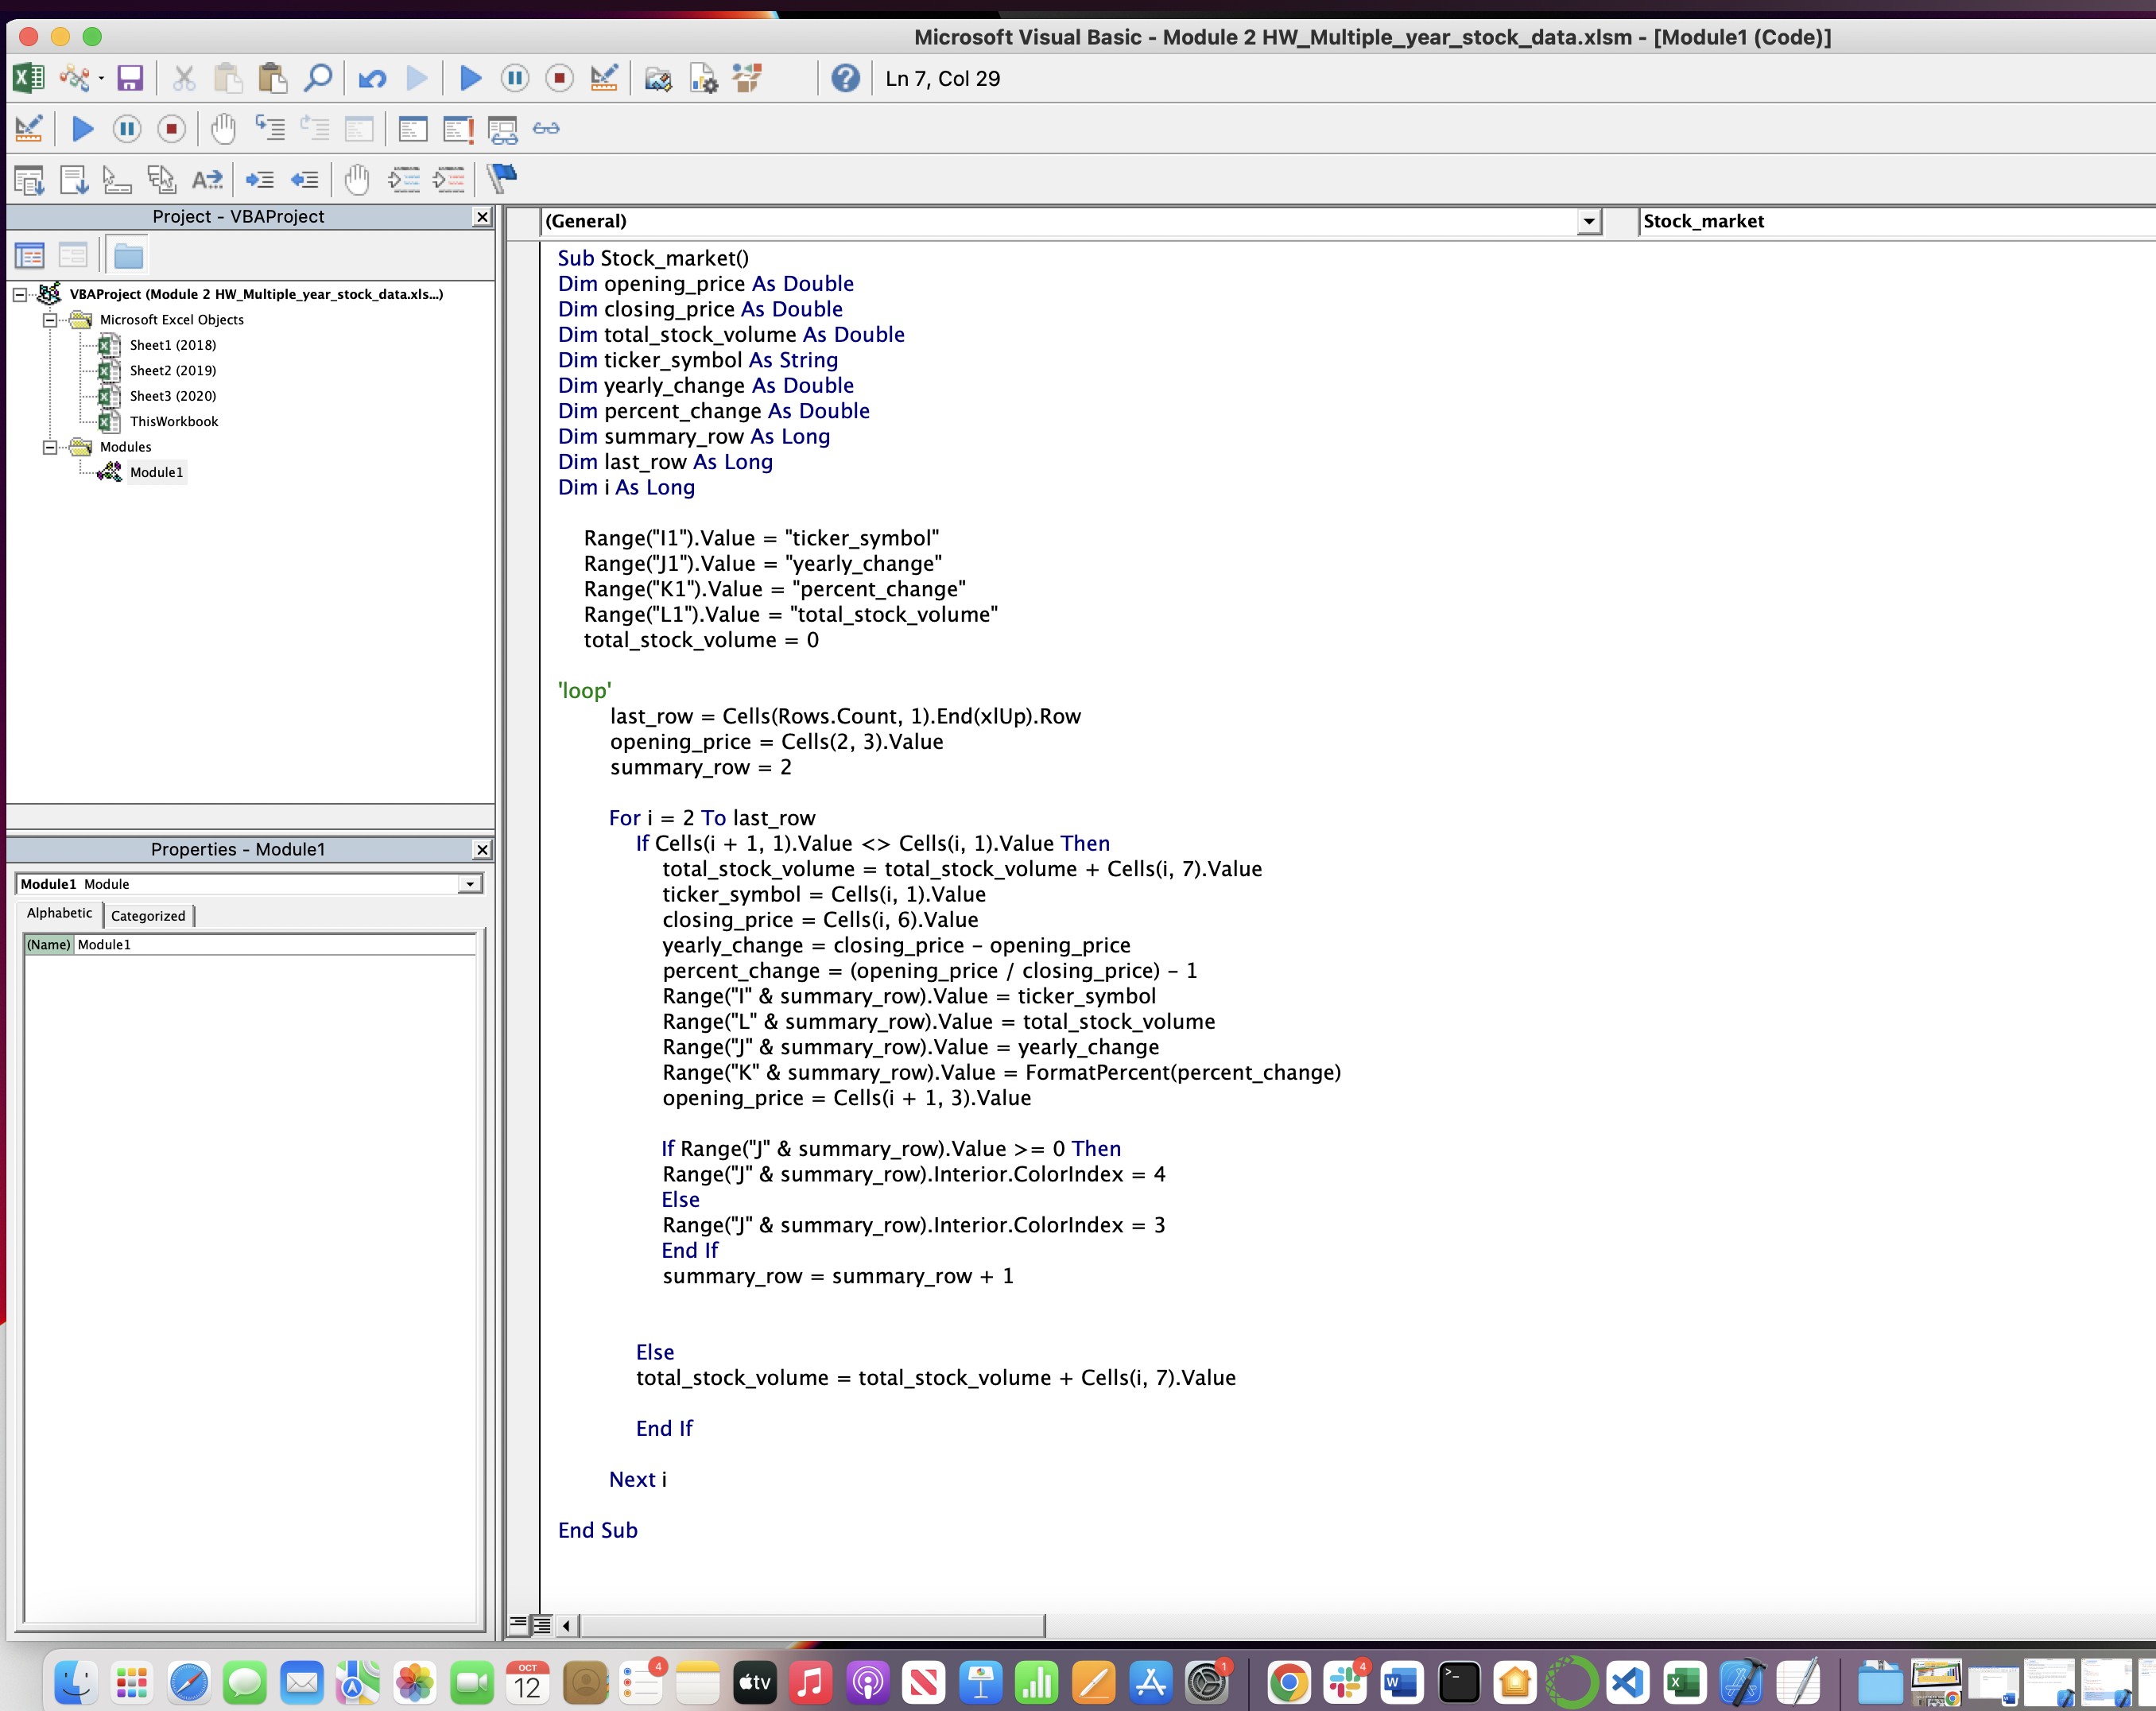 Microsoft Visual Basic - Module 2 HW_Multiple_year_stock_data.xlsm - [Module1 (Code)]
Ln 7, Col 29
Project - VBAProject
VBAProject (Module 2 HW_Multiple_year_stock_data.xls...)
Microsoft Excel Objects
Sheet1 (2018)
Sheet2 (2019)
Sheet3 (2020)
ThisWorkbook
Modules
Module1
Properties - Module1
Module1 Module
Alphabetic
Categorized
(Name) Module1
(General)
Stock_market
Sub Stock_market()
Dim opening_price As Double
Dim closing_price As Double
Dim total_stock_volume As Double
Dim ticker_symbol As String
Dim yearly_change As Double
Dim percent_change As Double
Dim summary_row As Long
Dim last_row As Long
Dim i As Long
Range("I1").Value = "ticker_symbol"
Range("J1").Value = "yearly_change"
Range("K1").Value = "percent_change"
Range("L1").Value = "total_stock_volume"
total_stock_volume = 0
'loop'
last_row = Cells(Rows.Count, 1).End(xlUp).Row
opening_price = Cells(2, 3).Value
summary_row = 2
For i = 2 To last_row
If Cells(i + 1, 1).Value <> Cells(i, 1).Value Then
total_stock_volume = total_stock_volume + Cells(i, 7).Value
ticker_symbol = Cells(i, 1).Value
closing_price = Cells(i, 6).Value
yearly_change = closing_price - opening_price
percent_change = (opening_price / closing_price) - 1
Range("I" & summary_row).Value = ticker_symbol
Range("L" & summary_row).Value = total_stock_volume
Range("J" & summary_row).Value = yearly_change
Range("K" & summary_row).Value = FormatPercent(percent_change)
opening_price = Cells(i + 1, 3).Value
If Range("J" & summary_row).Value >= 0 Then
Range("J" & summary_row).Interior.ColorIndex = 4
Else
Range("J" & summary_row).Interior.ColorIndex = 3
End If
summary_row = summary_row + 1
Else
total_stock_volume = total_stock_volume + Cells(i, 7).Value
End If
Next i
End Sub
OCT
12
4
tv
1
4